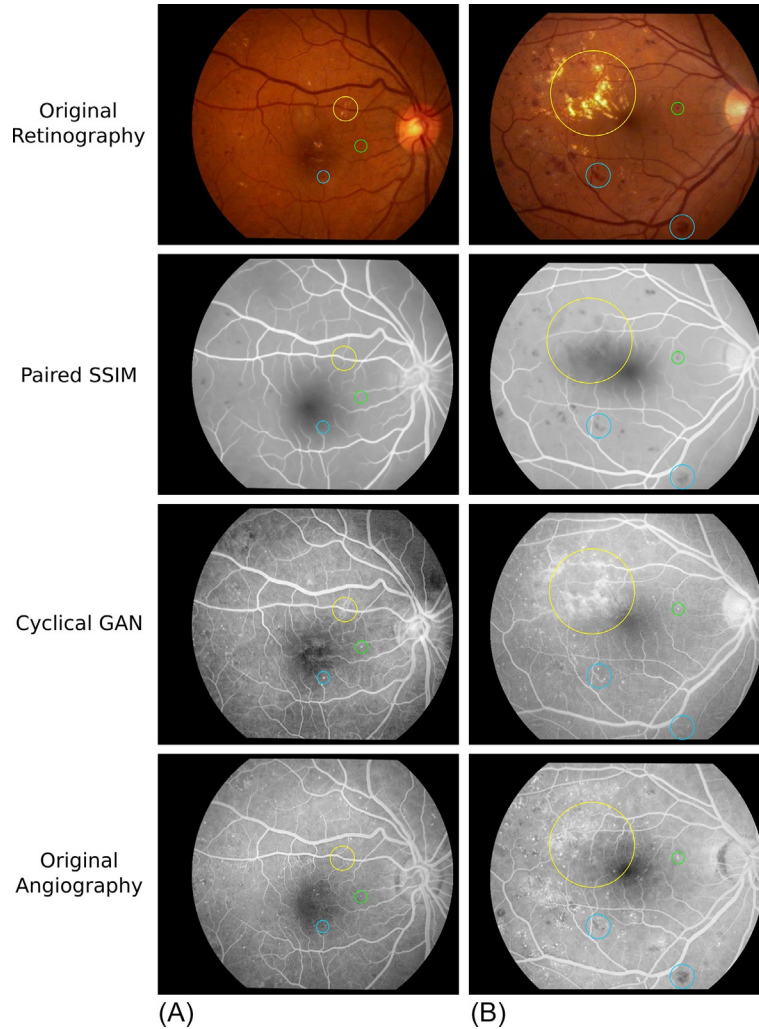 Original
Retinography
Paired SSIM
Cyclical GAN
Original
Angiography
(A)
(B)